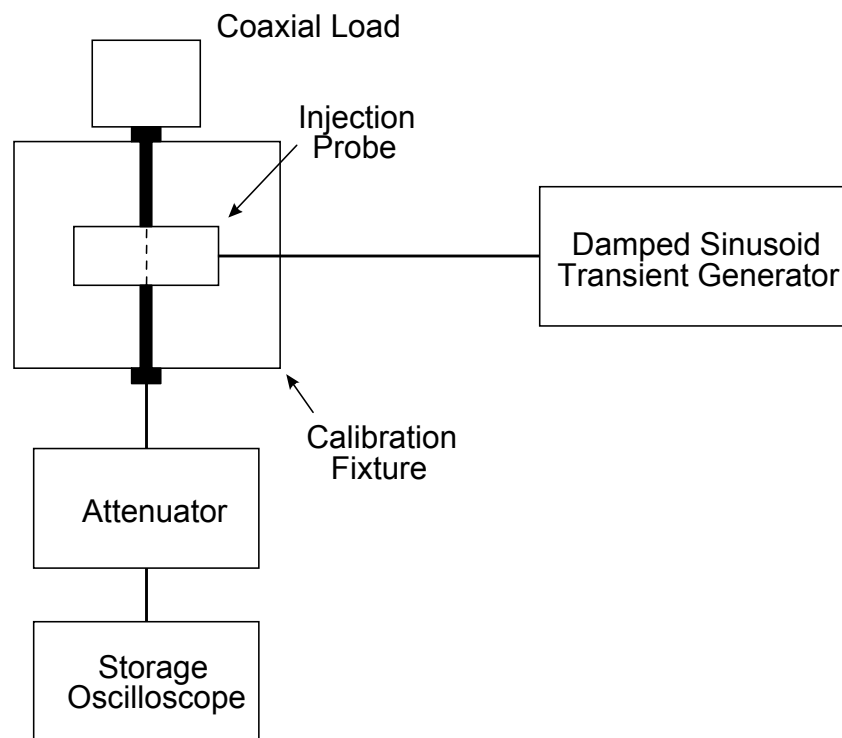 Coaxial Load
Injection
Probe
Damped Sinusoid
Transient Generator
Calibration
Fixture
Attenuator
Storage
Oscilloscope